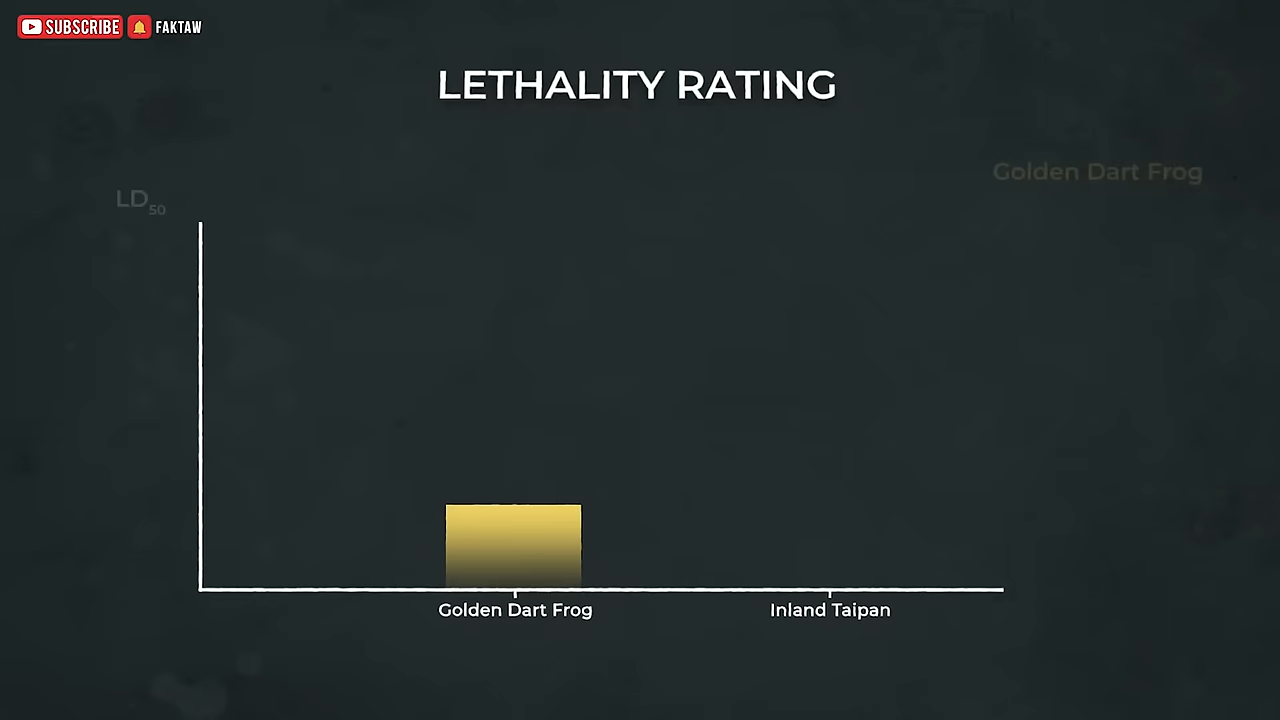 SUBSCRIBE FAKTAW
LETHALITY RATING
Golden Dart Frog
LD50
Golden Dart Frog
Inland Taipan